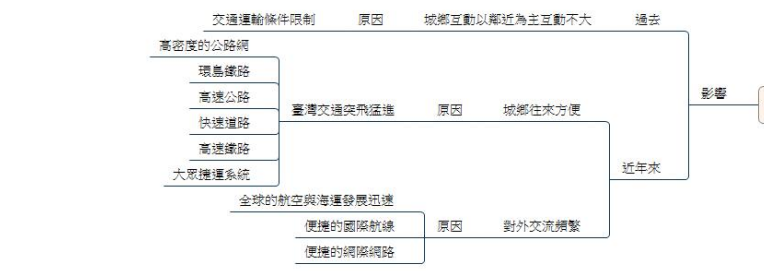 交通運輸條件限制 原因 城鄉互動以鄰近為主互動不大 過去
高密度的公路網
環島鐵路
高速公路
快速道路
高速鐵路
大眾捷運系統
臺灣交通突飛猛進 原因 城鄉往來方便
影響
近年來
全球的航空與海運發展迅速
便捷的國際航線
便捷的網際網路
原因 對外交流頻繁